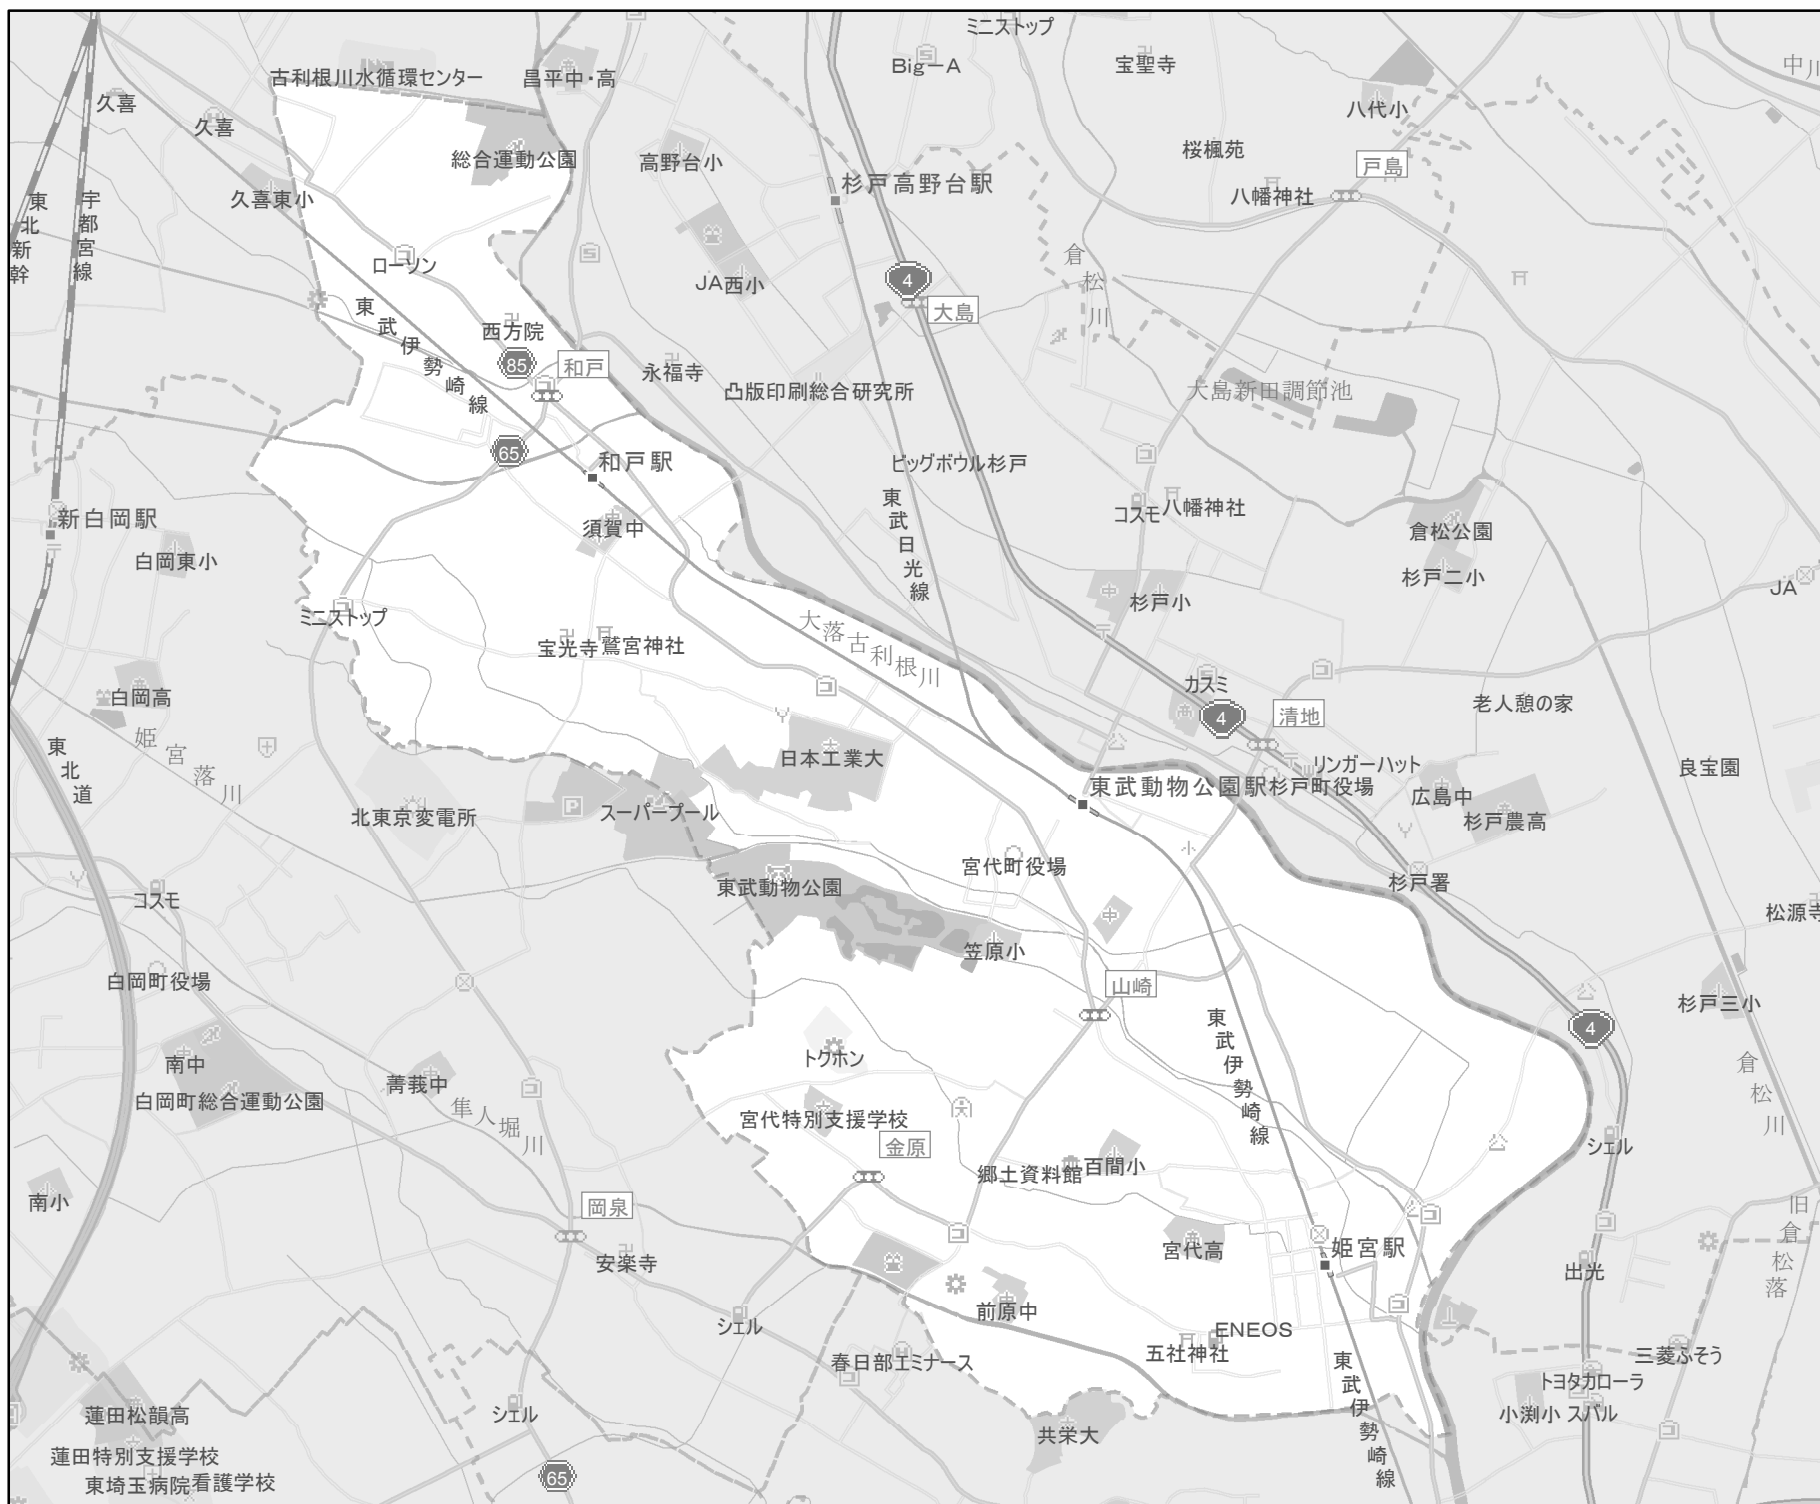 ミニストップ
Big－A
宝聖寺
中川
古利根川水循環センター
昌平中・高
久喜
久喜
八代小
総合運動公園
高野台小
桜楓苑
戸島
杉戸高野台駅
八幡神社
久喜東小
東北新幹
宇都宮線
ローソン
JA西小
4
大島
倉松川
東武伊勢崎線
西方院
85
和戸
永福寺
凸版印刷総合研究所
大島新田調節池
65
和戸駅
ビッグボウル杉戸
東武日光線
コスモ
八幡神社
新白岡駅
須賀中
倉松公園
白岡東小
杉戸二小
JA
杉戸小
ミニストップ
大落古利根川
宝光寺
鷲宮神社
白岡高
カスミ
老人憩の家
4
清地
姫宮落川
東北道
日本工業大
リンガーハット
良宝園
東武動物公園駅
杉戸町役場
広島中
北東京変電所
P
スーパープール
杉戸農高
宮代町役場
東武動物公園
杉戸署
コスモ
松源寺
笠原小
白岡町役場
山崎
杉戸三小
4
東武伊勢崎線
トクホン
南中
菁莪中
白岡町総合運動公園
隼人堀川
倉松川
宮代特別支援学校
金原
シェル
郷土資料館
百間小
南小
岡泉
旧倉松落
宮代高
姫宮駅
安楽寺
出光
前原中
シェル
ENEOS
五社神社
春日部エミナース
三菱ふそう
東武伊勢崎線
トヨタカローラ
シェル
蓮田松韻高
小渕小
スバル
共栄大
蓮田特別支援学校
65
東埼玉病院
看護学校